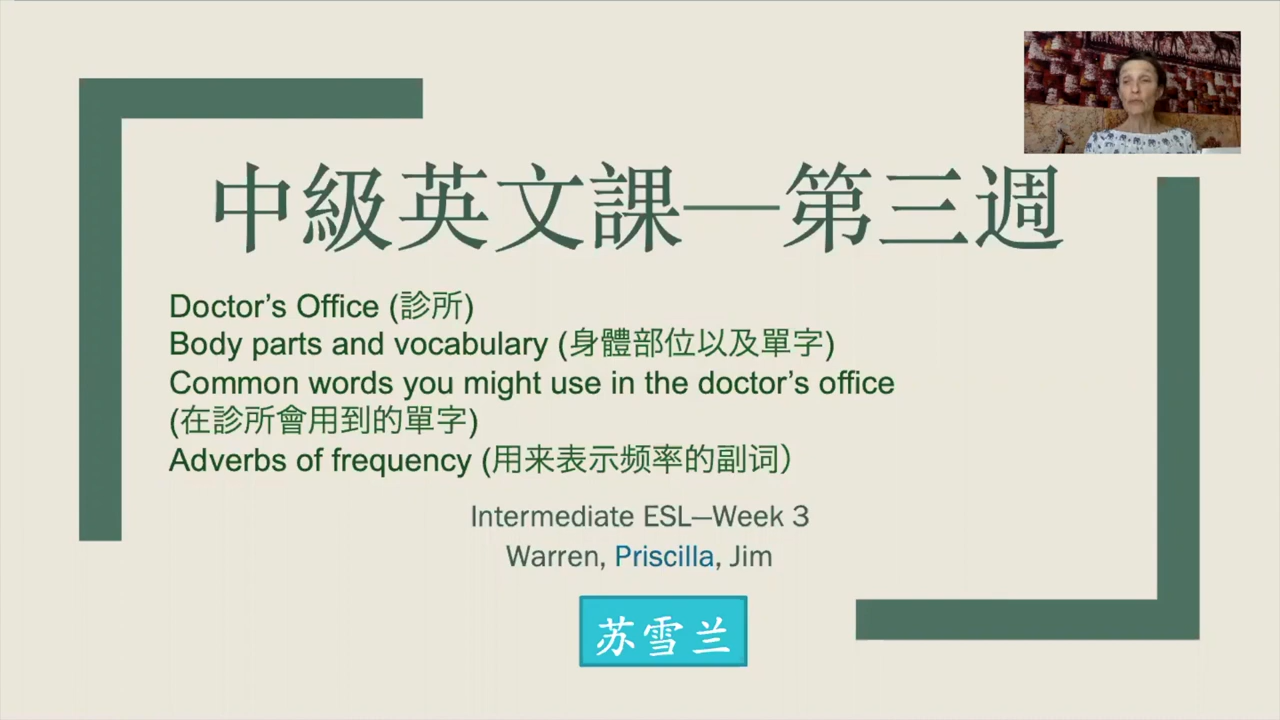 中級英文課—第三週
Doctor’s Office (診所)
Body parts and vocabulary (身體部位以及單字)
Common words you might use in the doctor’s office
(在診所會用到的單字)
Adverbs of frequency (用来表示频率的副词）
Intermediate ESL—Week 3
Warren, Priscilla, Jim
苏雪兰